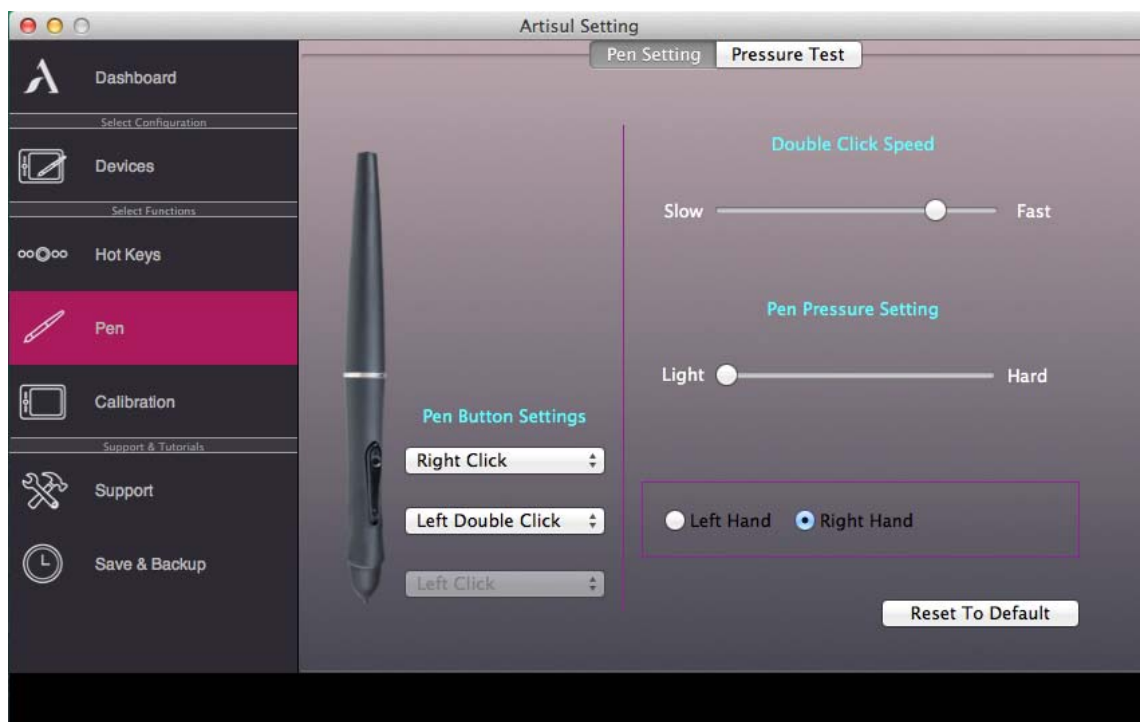 Artisul Setting
Pen Setting
Pressure Test
Dashboard
Select Configuration
Devices
Select Functions
Hot Keys
Pen
Calibration
Support & Tutorials
Support
Save & Backup
Pen Button Settings
Right Click
Left Double Click
Left Click
Double Click Speed
Slow Fast
Pen Pressure Setting
Light Hard
Left Hand Right Hand
Reset To Default